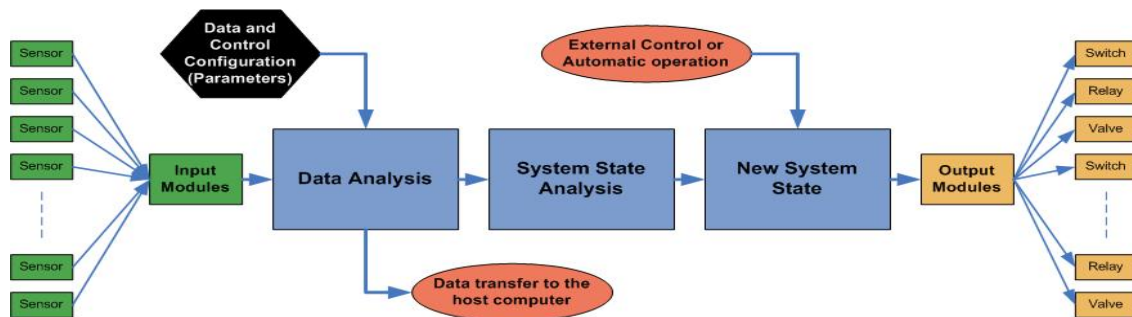 Sensor
Sensor
Sensor
Sensor
Sensor
Sensor
Input
Modules
Data and
Control
Configuration
(Parameters)
Data Analysis
Data transfer to the
host computer
System State
Analysis
External Control or
Automatic operation
New System
State
Output
Modules
Switch
Relay
Valve
Switch
Relay
Valve